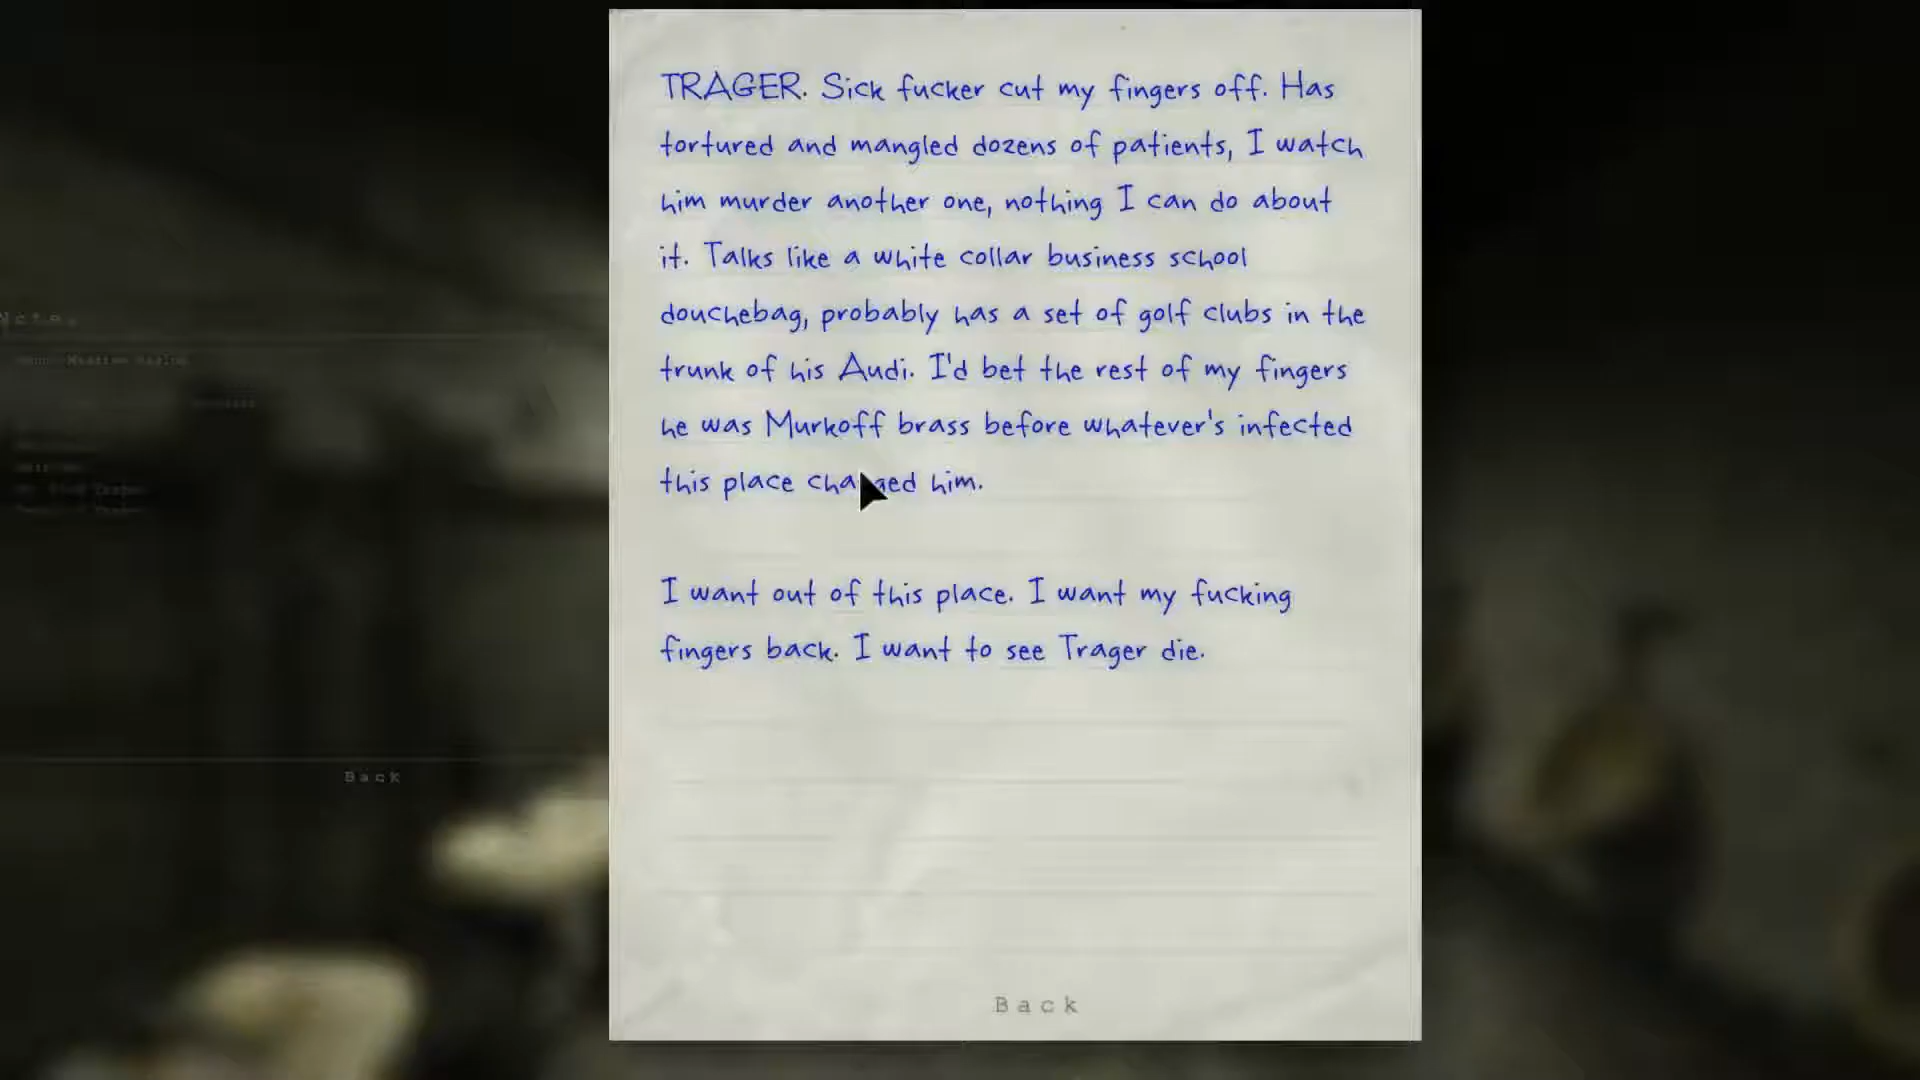 TRAGER. Sick fucker cut my fingers off. Has
tortured and mangled dozens of patients, I watch
him murder another one, nothing I can do about
it. Talks like a white collar business school
douchebag, probably has a set of golf clubs in the
trunk of his Audi. I'd bet the rest of my fingers
he was Murkoff brass before whatever's infected
this place changed him.
I want out of this place. I want my fucking
fingers back. I want to see Trager die.
Back
Notes
Back